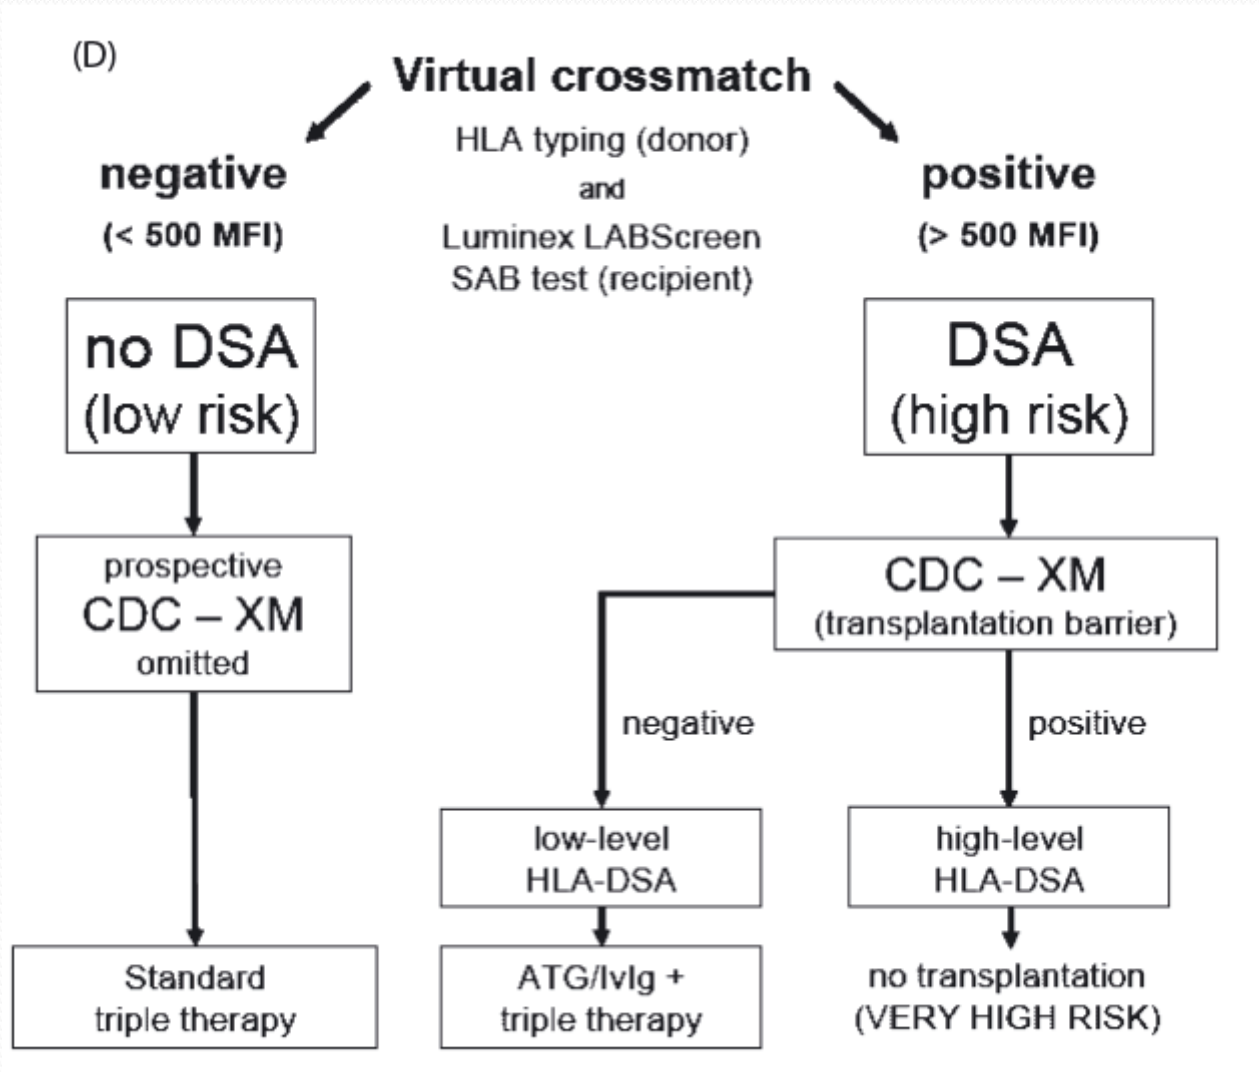 (D)
Virtual crossmatch
HLA typing (donor)
and
Luminex LABScreen
SAB test (recipient)
negative
(< 500 MFI)
positive
(> 500 MFI)
no DSA
(low risk)
DSA
(high risk)
prospective
CDC – XM
omitted
CDC – XM
(transplantation barrier)
negative
positive
low-level
HLA-DSA
high-level
HLA-DSA
Standard
triple therapy
ATG/IvIg +
triple therapy
no transplantation
(VERY HIGH RISK)